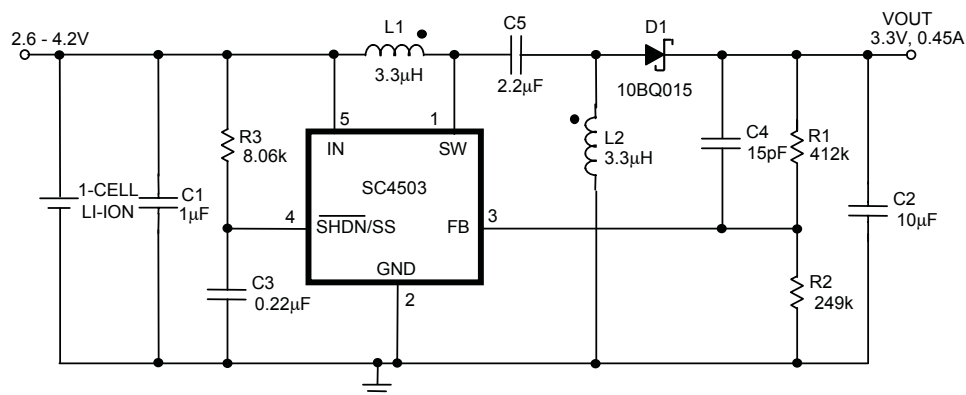 2.6 - 4.2V
L1
3.3µH
C5
2.2µF
D1
10BQ015
VOUT
3.3V, 0.45A
R3
8.06k
5
1
IN
SW
L2
3.3µH
C4
15pF
R1
412k
1-CELL
LI-ION
C1
1µF
SC4503
4
SHDN/SS
FB
3
C2
10µF
GND
2
C3
0.22µF
R2
249k